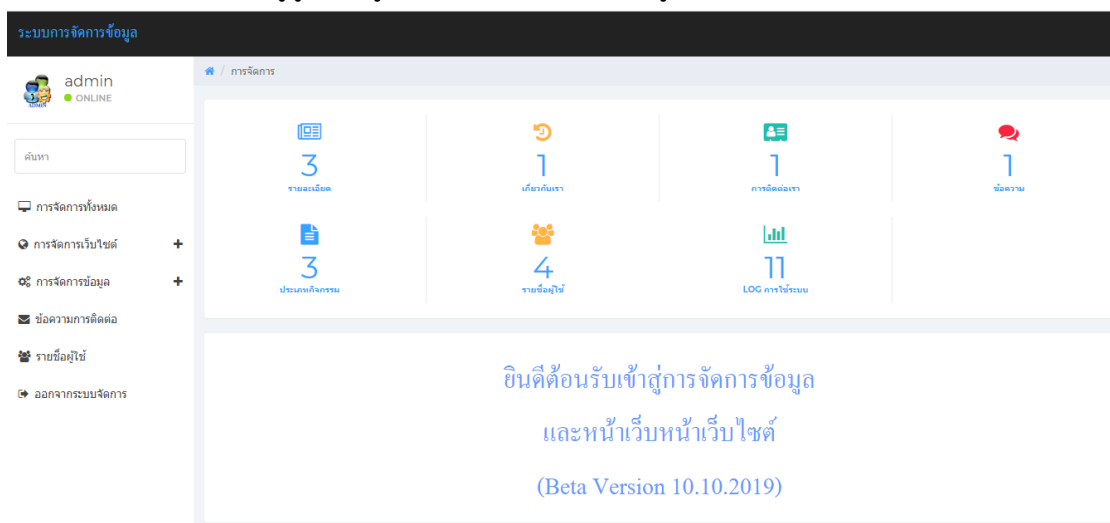 ระบบการจัดการข้อมูล
admin
ONLINE
ค้นหา
การจัดการทั้งหมด
การจัดการเว็บไซต์
การจัดการข้อมูล
ข้อความการติดต่อ
รายชื่อผู้ใช้
ออกจากระบบจัดการ
/ การจัดการ
3
รายละเอียด
1
เกี่ยวกับเรา
1
การติดต่อเรา
1
ข้อความ
3
ประเภทกิจกรรม
4
รายชื่อผู้ใช้
11
LOG การใช้ระบบ
ยินดีต้อนรับเข้าสู่การจัดการข้อมูล
และหน้าเว็บหน้าเว็บไซต์
(Beta Version 10.10.2019)